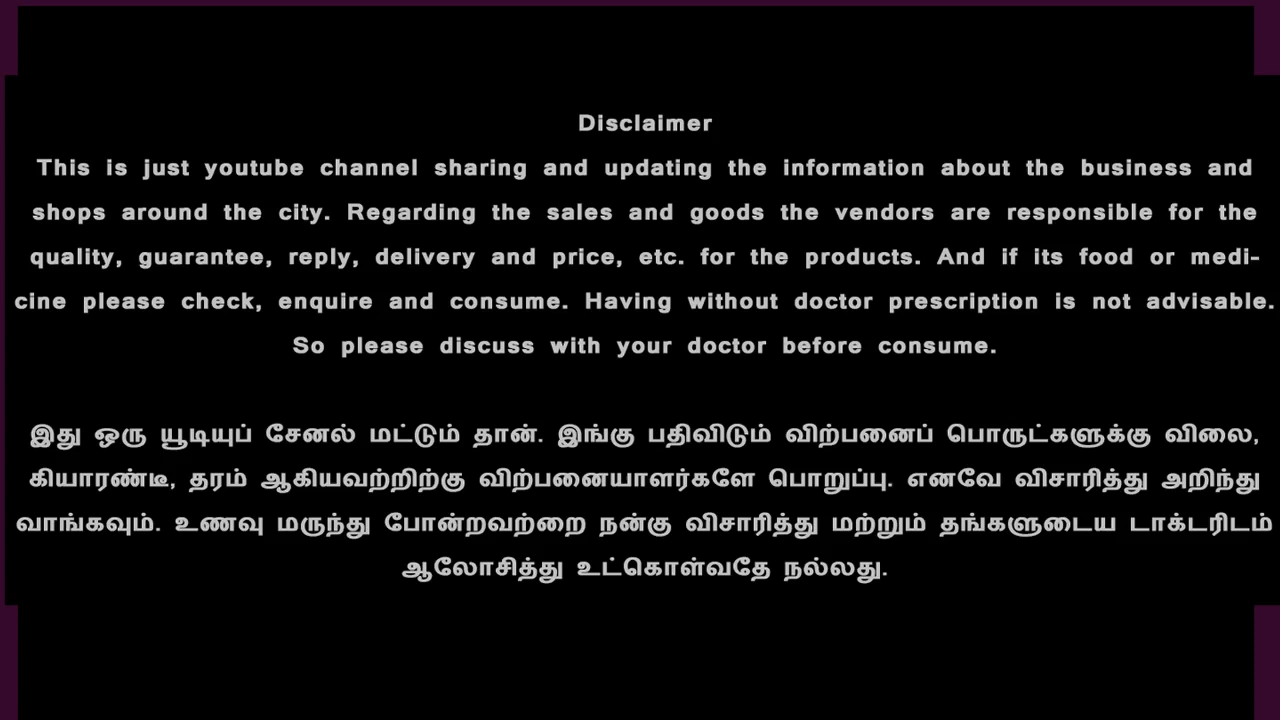 Disclaimer
This is just youtube channel sharing and updating the information about the business and
shops around the city. Regarding the sales and goods the vendors are responsible for the
quality, guarantee, reply, delivery and price, etc. for the products. And if its food or medi-
cine please check, enquire and consume. Having without doctor prescription is not advisable.
So please discuss with your doctor before consume.
இது ஒரு யூடியுப் சேனல் மட்டும் தான். இங்கு பதிவிடும் விற்பனைப் பொருட்களுக்கு விலை,
கியாரண்டீ, தரம் ஆகியவற்றிற்கு விற்பனையாளர்களே பொறுப்பு. எனவே விசாரித்து அறிந்து
வாங்கவும். உணவு மருந்து போன்றவற்றை நன்கு விசாரித்து மற்றும் தங்களுடைய டாக்டரிடம்
ஆலோசித்து உட்கொள்வதே நல்லது.